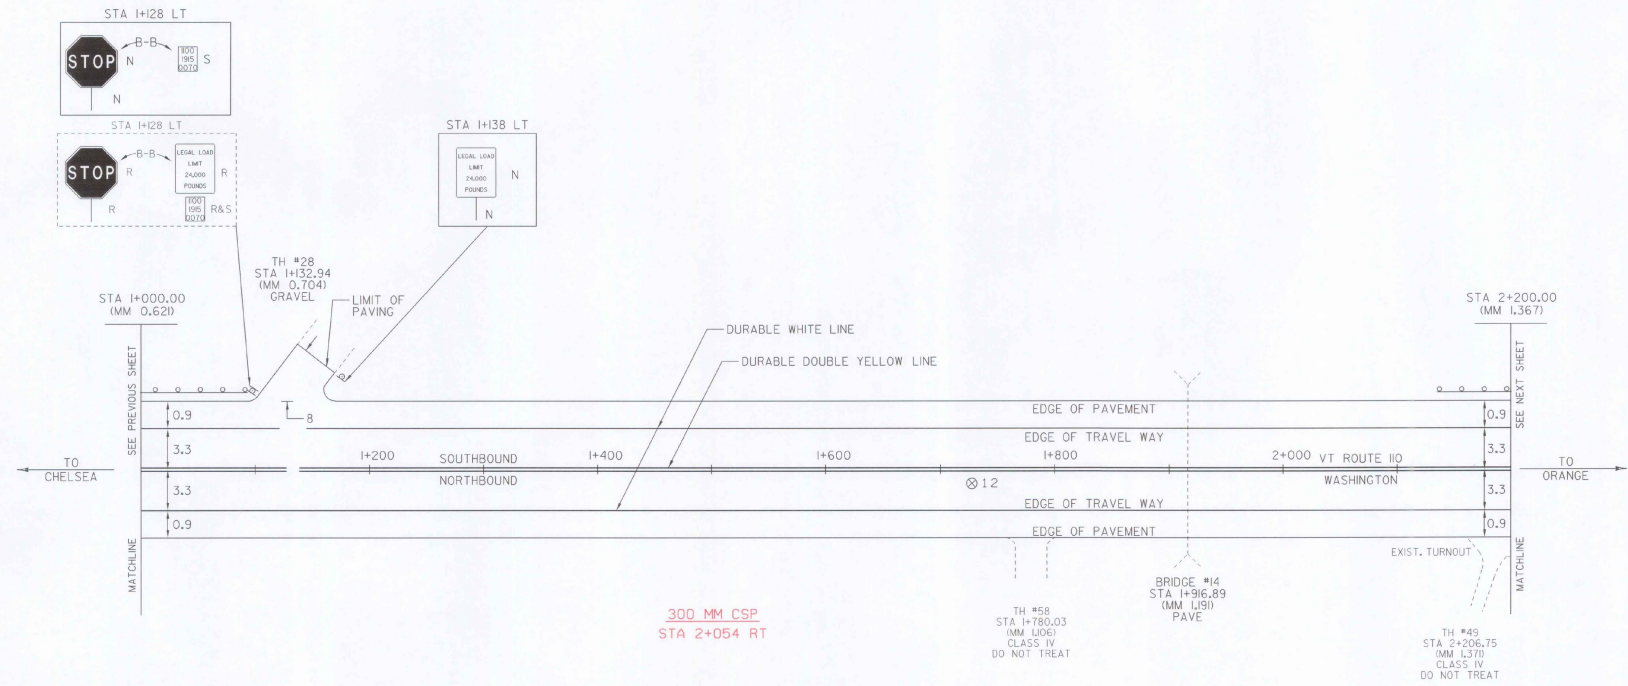 STA 1+128 LT
STOP
B-B
N
1100
1915
0070
S
N
STA 1+128 LT
STOP
B-B
R
LEGAL LOAD
LIMIT
24,000
POUNDS
R
R
1100
1915
0070
R&S
STA 1+138 LT
LEGAL LOAD
LIMIT
24,000
POUNDS
N
N
TH #28
STA 1+132.94
(MM 0.704)
GRAVEL
LIMIT OF
PAVING
STA 1+000.00
(MM 0.621)
STA 2+200.00
(MM 1.367)
DURABLE WHITE LINE
DURABLE DOUBLE YELLOW LINE
SEE PREVIOUS SHEET
SEE NEXT SHEET
0.9
8
EDGE OF PAVEMENT
0.9
3.3
EDGE OF TRAVEL WAY
3.3
TO
CHELSEA
1+200
SOUTHBOUND
NORTHBOUND
1+400
1+600
1+800
2+000
VT ROUTE 110
WASHINGTON
TO
ORANGE
3.3
12
3.3
EDGE OF TRAVEL WAY
0.9
EDGE OF PAVEMENT
0.9
MATCHLINE
MATCHLINE
EXIST. TURNOUT
300 MM CSP
STA 2+054 RT
TH #58
STA 1+780.03
(MM 1.106)
CLASS IV
DO NOT TREAT
BRIDGE #14
STA 1+916.89
(MM 1.191)
PAVE
TH #49
STA 2+206.75
(MM 1.371)
CLASS IV
DO NOT TREAT